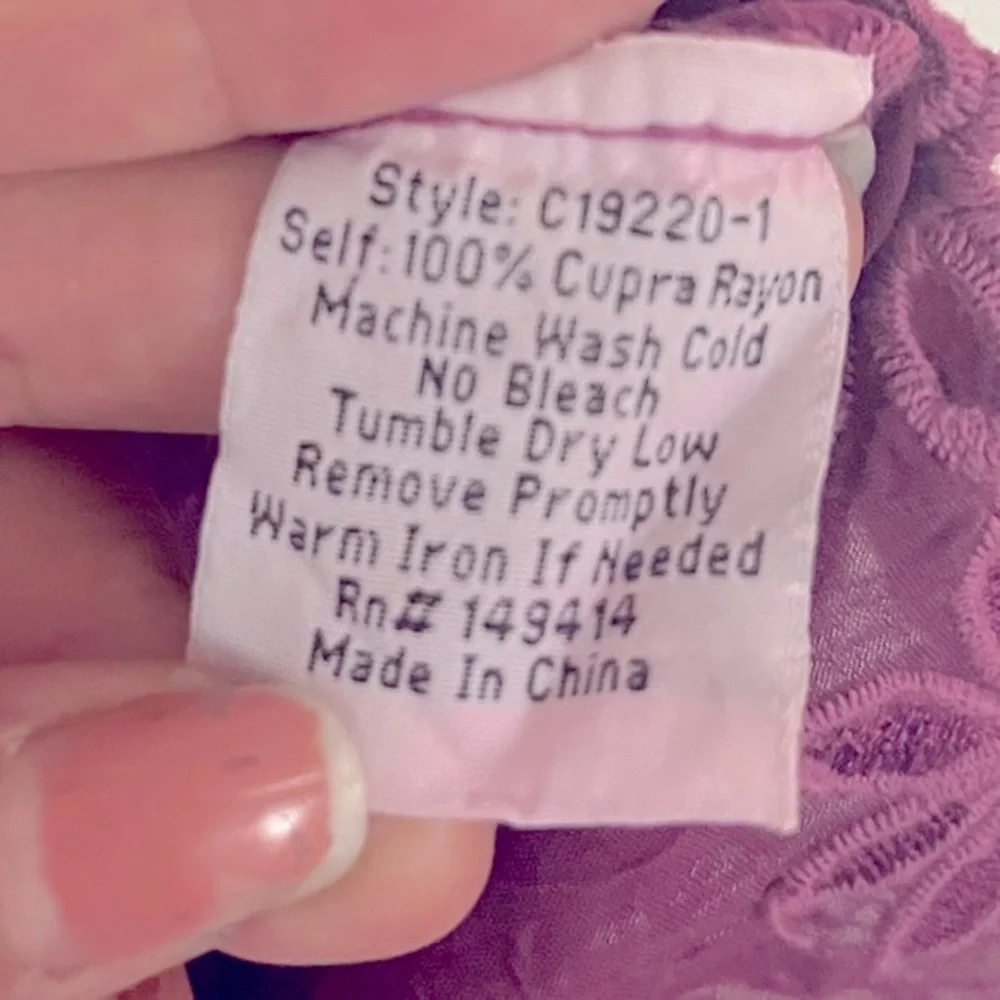 Style: C19220-1
Self: 100% Cupra Rayon
Machine Wash Cold
No Bleach
Tumble Dry Low
Remove Promptly
Warm Iron If Needed
Rn# 149414
Made In China